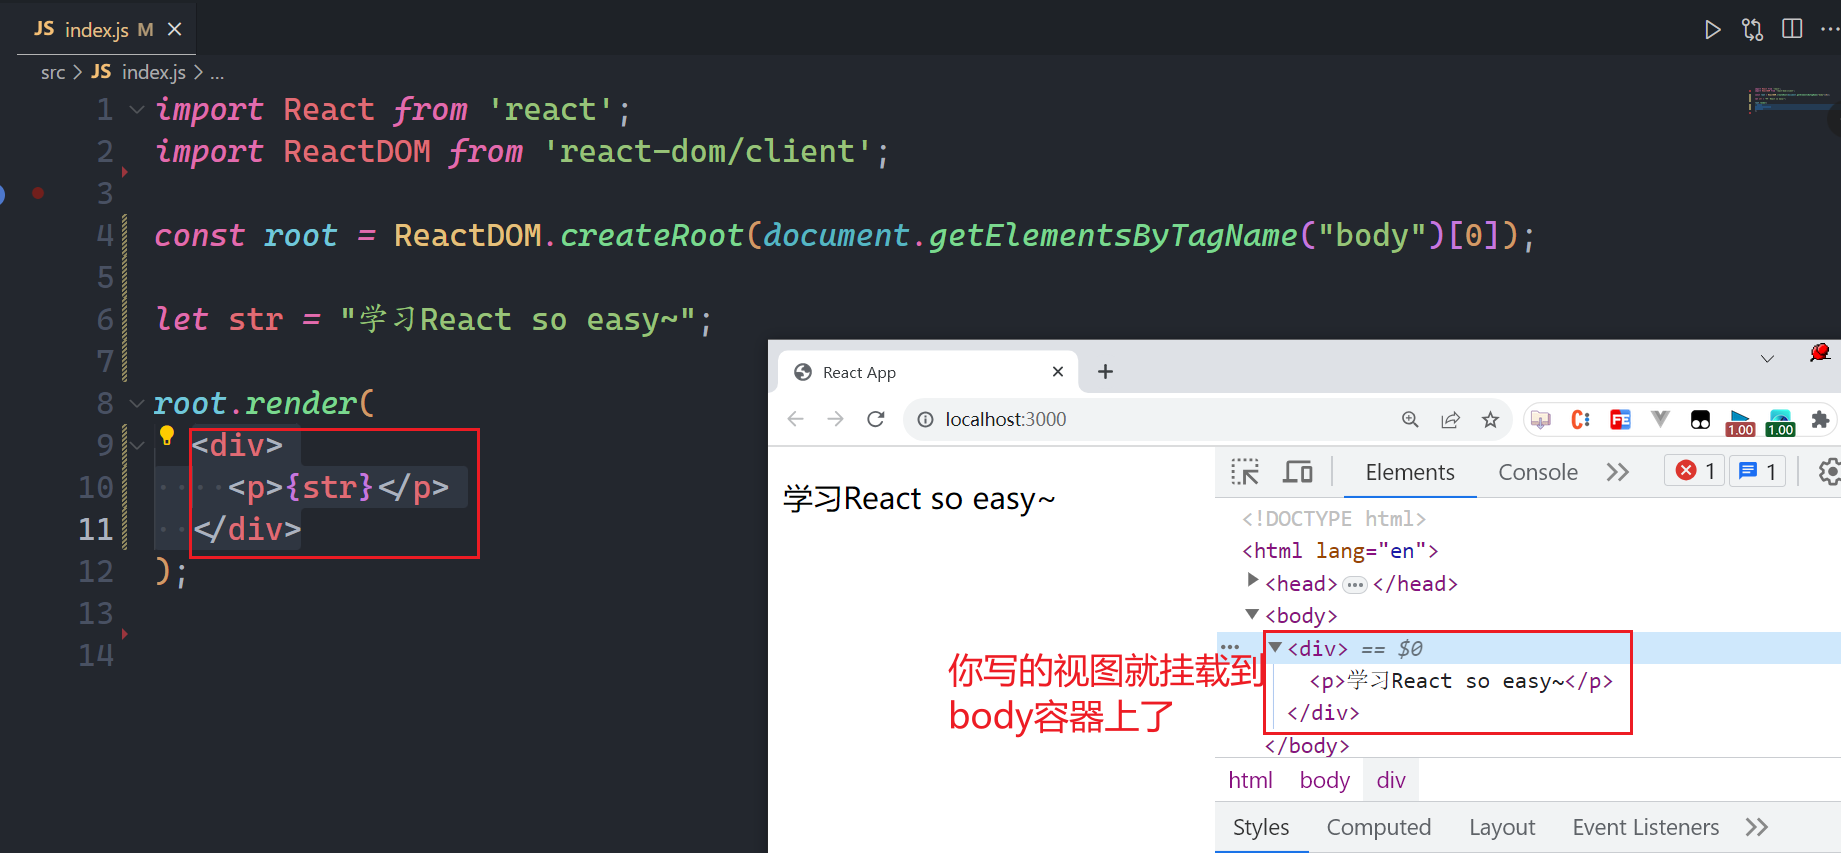 JS index.js M
src > JS index.js > ...
1 import React from 'react';
2 import ReactDOM from 'react-dom/client';
3
4 const root = ReactDOM.createRoot(document.getElementsByTagName("body")[0]);
5
6 let str = "学习React so easy~";
7
8 root.render(
9 <div>
10 <p>{str}</p>
11 </div>
12 );
13
14
React App
localhost:3000
FE
1.00 1.00
学习React so easy~
Elements Console 1 1
<!DOCTYPE html>
<html lang="en">
<head>…</head>
<body>
<div> == $0
<p>学习React so easy~</p>
</div>
</body>
你写的视图就挂载到
body容器上了
html body div
Styles Computed Layout Event Listeners